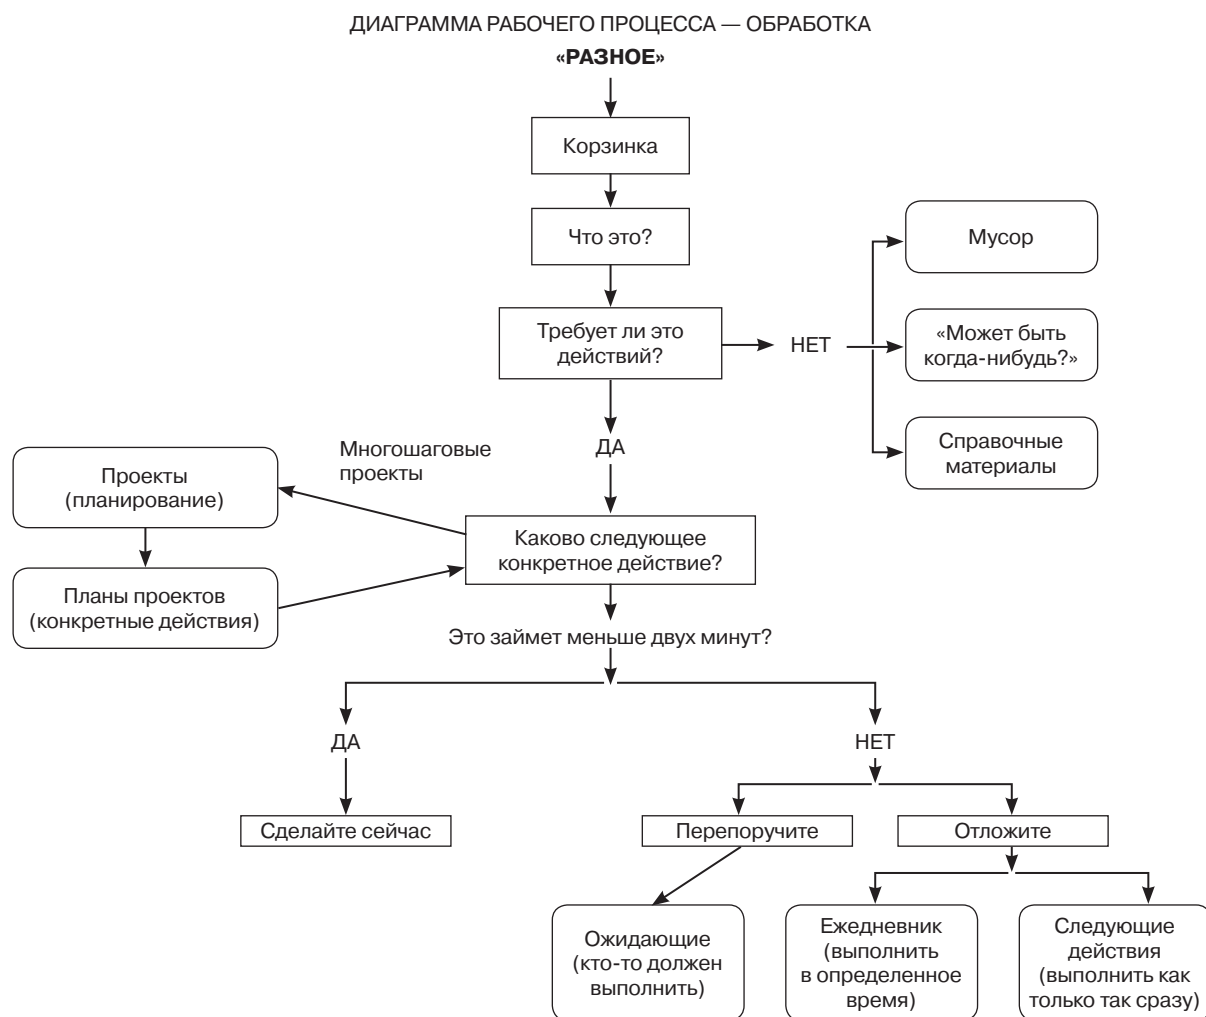 ДИАГРАММА РАБОЧЕГО ПРОЦЕССА — ОБРАБОТКА
«РАЗНОЕ»
Корзинка
Что это?
Мусор
Требует ли это
действий?
НЕТ
«Может быть
когда-нибудь?»
ДА
Справочные
материалы
Многошаговые
проекты
Проекты
(планирование)
Каково следующее
конкретное действие?
Планы проектов
(конкретные действия)
Это займет меньше двух минут?
ДА
НЕТ
Сделайте сейчас
Перепоручите
Отложите
Ожидающие
(кто-то должен
выполнить)
Ежедневник
(выполнить
в определенное
время)
Следующие
действия
(выполнить как
только так сразу)